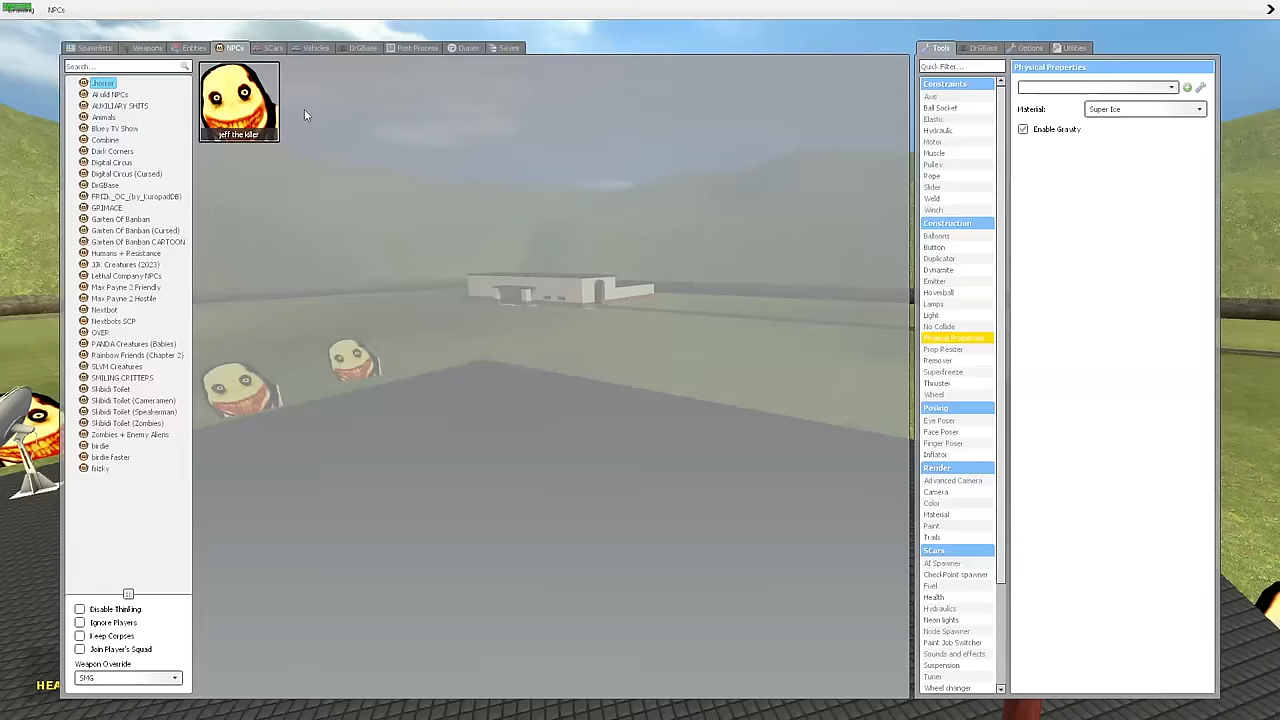 Drawing NPCs
Spawnlists Weapons Entities NPCs SCars Vehicles DrGBase Post Process Dupes Saves
Search...
.horror
Al uld NPCs
AUXILIARY SHITS
Animals
Bluey TV Show
Combine
Dark Corners
Digital Circus
Digital Circus (Cursed)
DrGBase
GRIMACE
Garten Of Banban
Garten Of Banban (Cursed)
Garten Of Banban CARTOON
Humans + Resistance
JJK Creatures (2023)
Lethal Company NPCs
Max Payne 2 Friendly
Max Payne 2 Hostile
Nextbot
Nextbots SCP
OVER
PANDA Creatures (Babies)
Rainbow Friends (Chapter 2)
SLVM Creatures
SMILING CRITTERS
Skibidi Toilet
Skibidi Toilet (Cameramen)
Skibidi Toilet (Speakerman)
Skibidi Toilet (Zombies)
Zombies + Enemy Aliens
birdie
birdie faster
frizky
Disable Thinking
Ignore Players
Keep Corpses
Join Player's Squad
Weapon Override
SMG
jeff the killer
HEA
Tools DrGBase Options Utilities
Quick Filter...
Constraints
Axis
Ball Socket
Elastic
Hydraulic
Motor
Muscle
Pulley
Rope
Slider
Weld
Winch
Construction
Balloons
Button
Duplicator
Dynamite
Emitter
Hoverball
Lamps
Light
No Collide
Physical Properties
Prop Resizer
Remover
Superfreeze
Thruster
Wheel
Posing
Eye Poser
Face Poser
Finger Poser
Inflator
Render
Advanced Camera
Camera
Color
Material
Paint
Trails
SCars
AI Spawner
CheckPoint spawner
Fuel
Health
Hydraulics
Neon lights
Node Spawner
Paint Job Switcher
Sounds and effects
Suspension
Tuner
Wheel changer
Physical Properties
Material: Super Ice
Enable Gravity